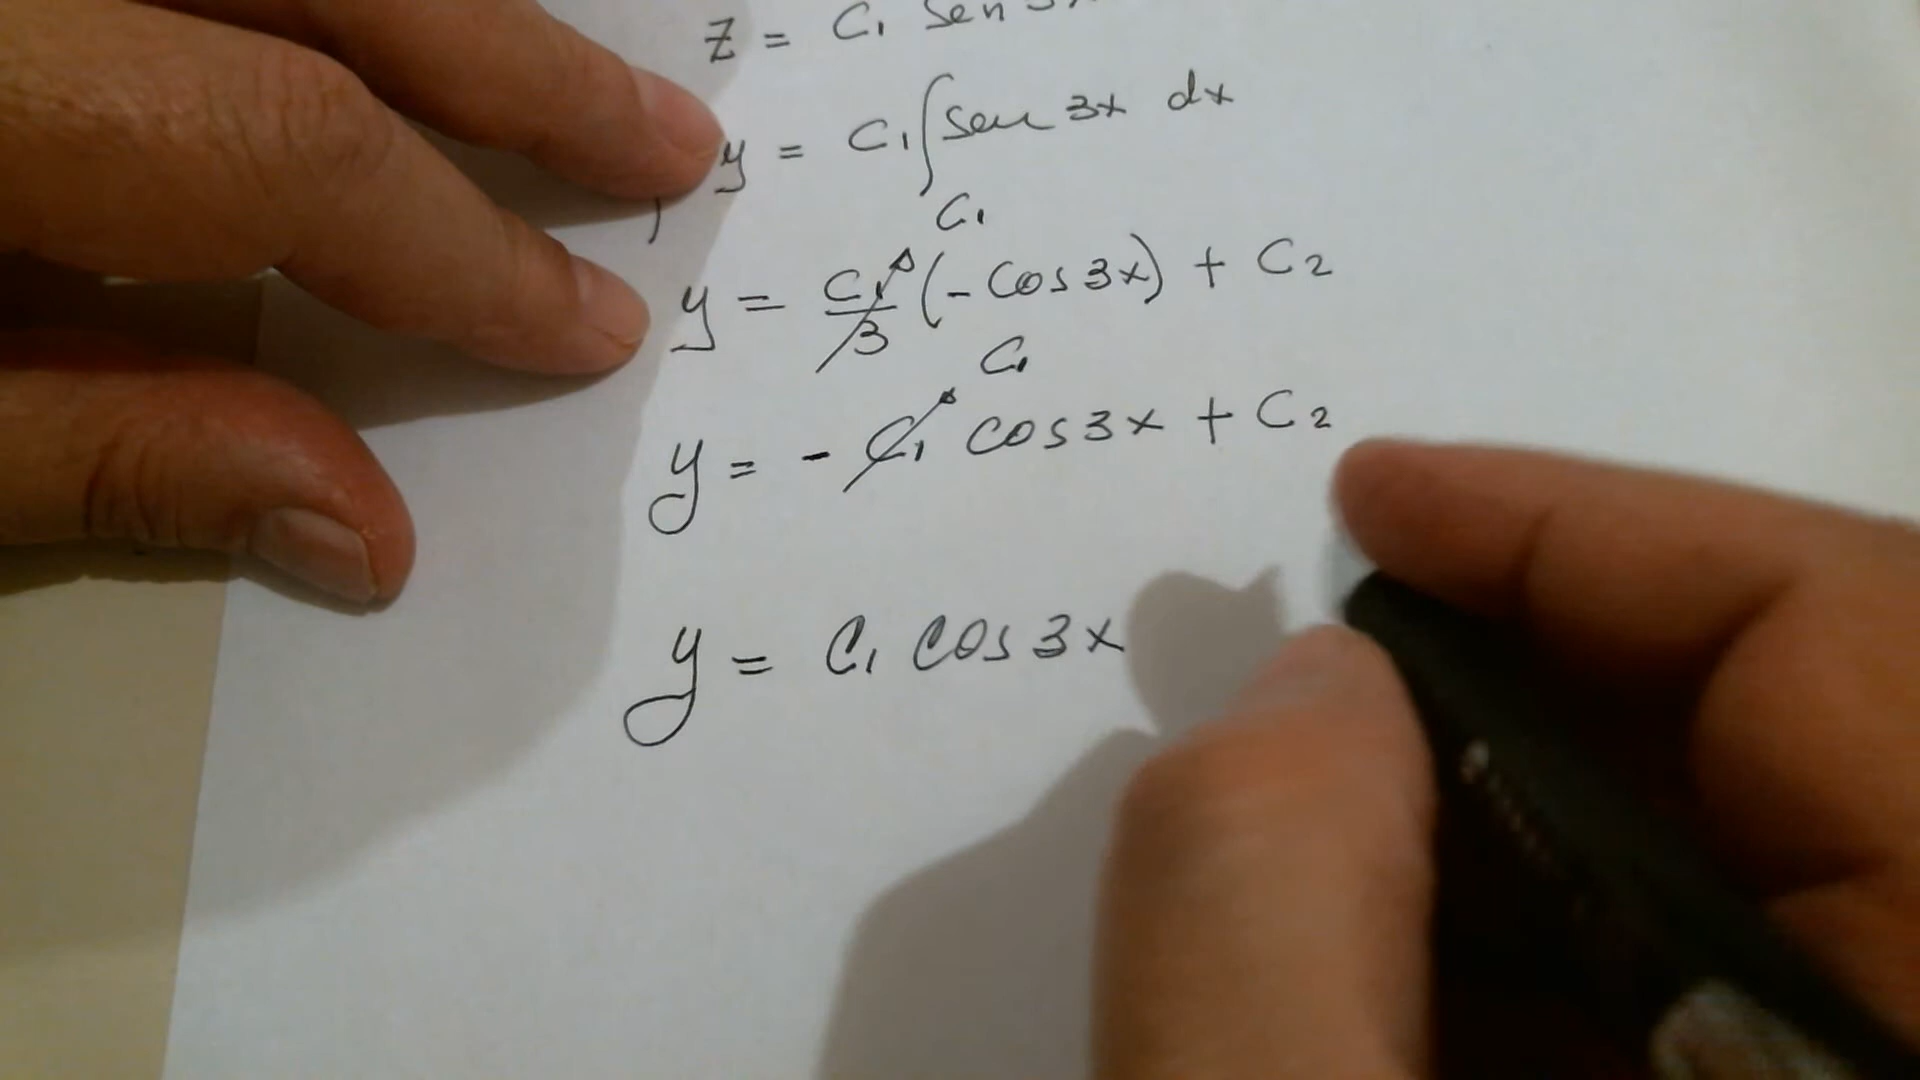 z = C₁ sen 3x
y = C₁ ∫ sen 3x dx
C₁
y = C₁/3 (- cos 3x) + C₂
C₁
y = - C₁ cos 3x + C₂
y = C₁ cos 3x